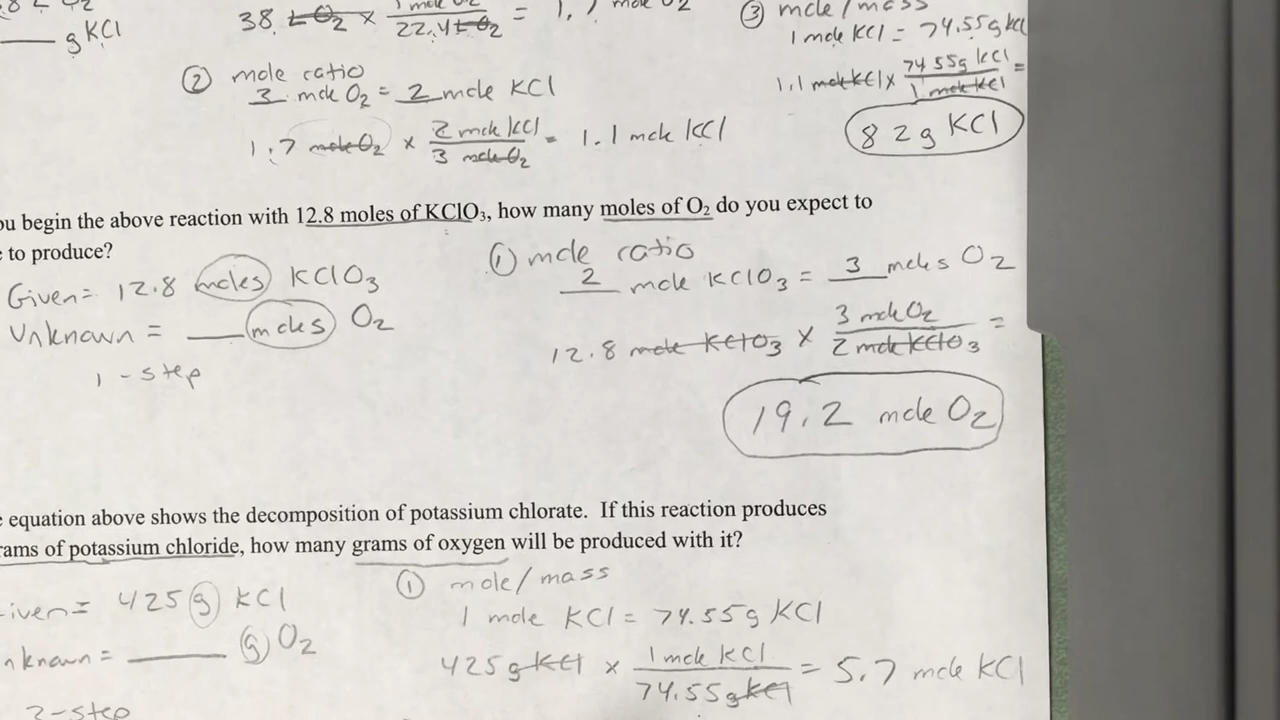 g KCl
38 L O₂ × 1 mole O₂ / 22.4 L O₂ = 1.7 mole O₂
③ mole / mass
1 mole KCl = 74.55g KCl
② mole ratio
3 mole O₂ = 2 mole KCl
1.1 mole KCl × 74.55g KCl / 1 mole KCl =
1.7 mole O₂ × 2 mole KCl / 3 mole O₂ = 1.1 mole KCl
82g KCl
ou begin the above reaction with 12.8 moles of KClO₃, how many moles of O₂ do you expect to
to produce?
Given = 12.8 moles KClO₃
Unknown = ___ moles O₂
1 - step
① mole ratio
2 mole KClO₃ = 3 moles O₂
12.8 mole KClO₃ × 3 mole O₂ / 2 mole KClO₃ =
19.2 mole O₂
equation above shows the decomposition of potassium chlorate. If this reaction produces
rams of potassium chloride, how many grams of oxygen will be produced with it?
iven = 425 g KCl
nknown = ___ g O₂
3-step
① mole / mass
1 mole KCl = 74.55g KCl
425g KCl × 1 mole KCl / 74.55g KCl = 5.7 mole KCl